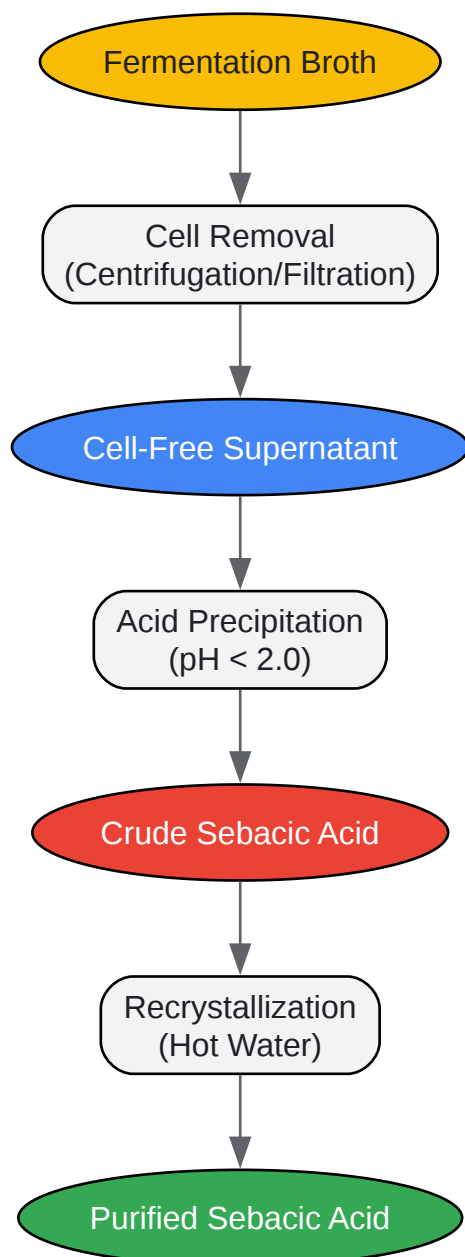 Fermentation Broth
Cell Removal
(Centrifugation/Filtration)
Cell-Free Supernatant
Acid Precipitation
(pH < 2.0)
Crude Sebacic Acid
Recrystallization
(Hot Water)
Purified Sebacic Acid